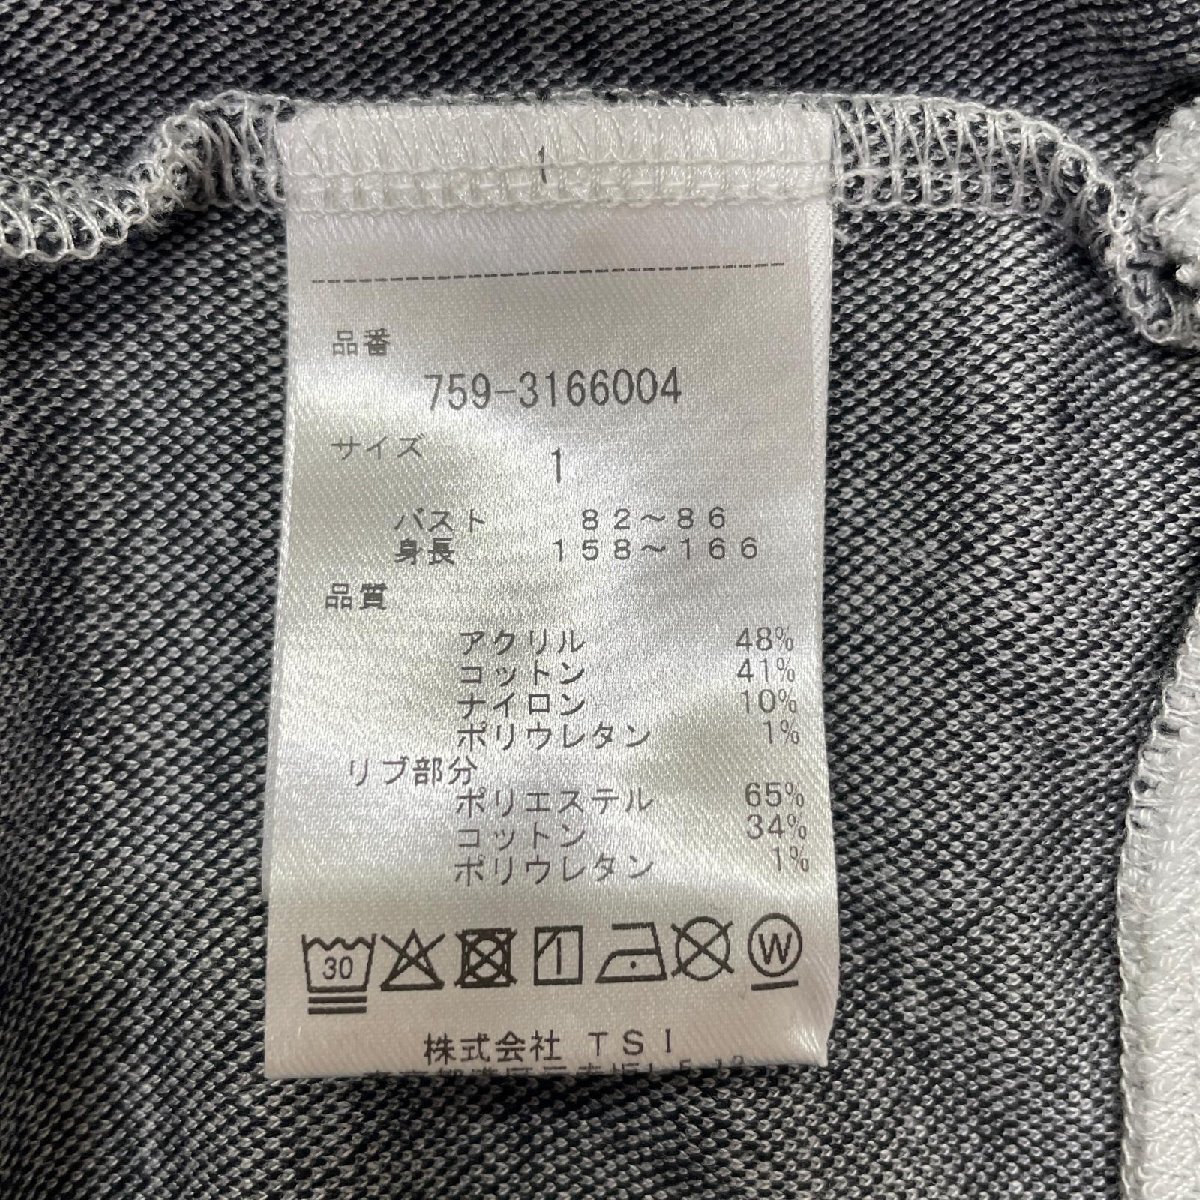 1
品番
759-3166004
サイズ 1
バスト 82～86
身長 158～166
品質
アクリル 48%
コットン 41%
ナイロン 10%
ポリウレタン 1%
リブ部分
ポリエステル 65%
コットン 34%
ポリウレタン 1%
30 W
株式会社 TSI